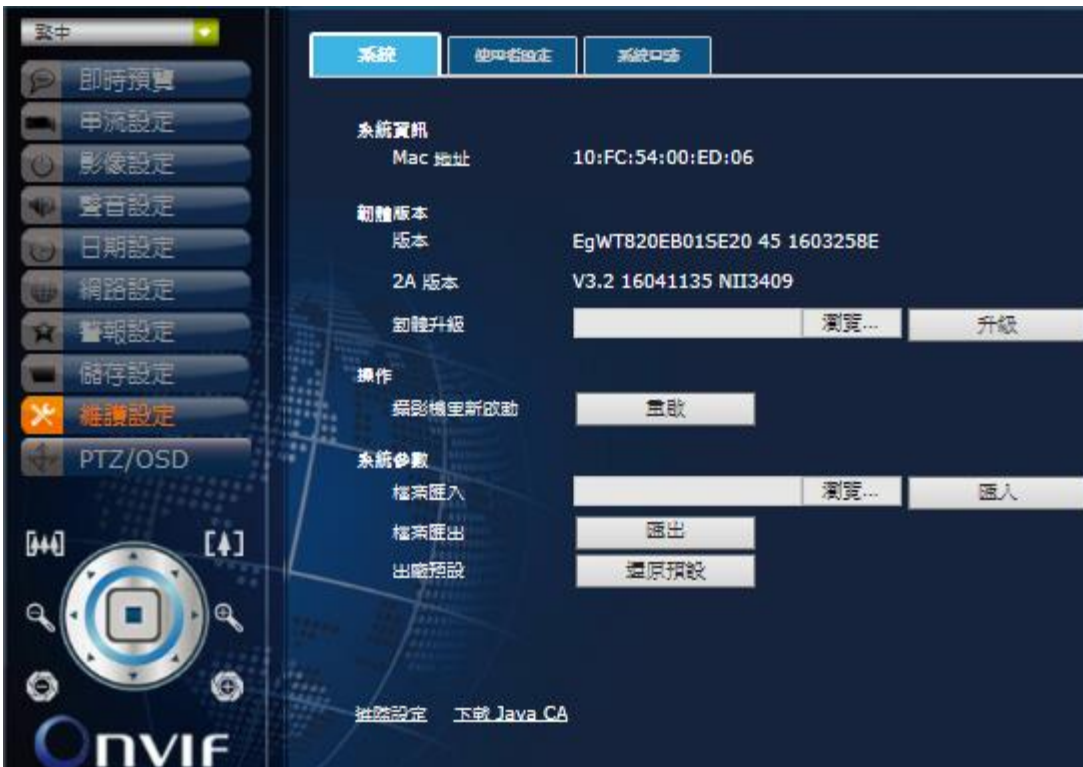 繁中
即時預覽
串流設定
影像設定
聲音設定
日期設定
網路設定
警報設定
儲存設定
維護設定
PTZ/OSD
ONVIF
系統 使用者設定 系統日誌
系統資訊
Mac 地址 10:FC:54:00:ED:06
韌體版本
版本 EgWT820EB01SE20 45 1603258E
2A 版本 V3.2 16041135 NII3409
韌體升級 瀏覽... 升級
操作
攝影機重新啟動 重啟
系統參數
檔案匯入 瀏覽... 匯入
檔案匯出 匯出
出廠預設 還原預設
進階設定 下載 Java CA